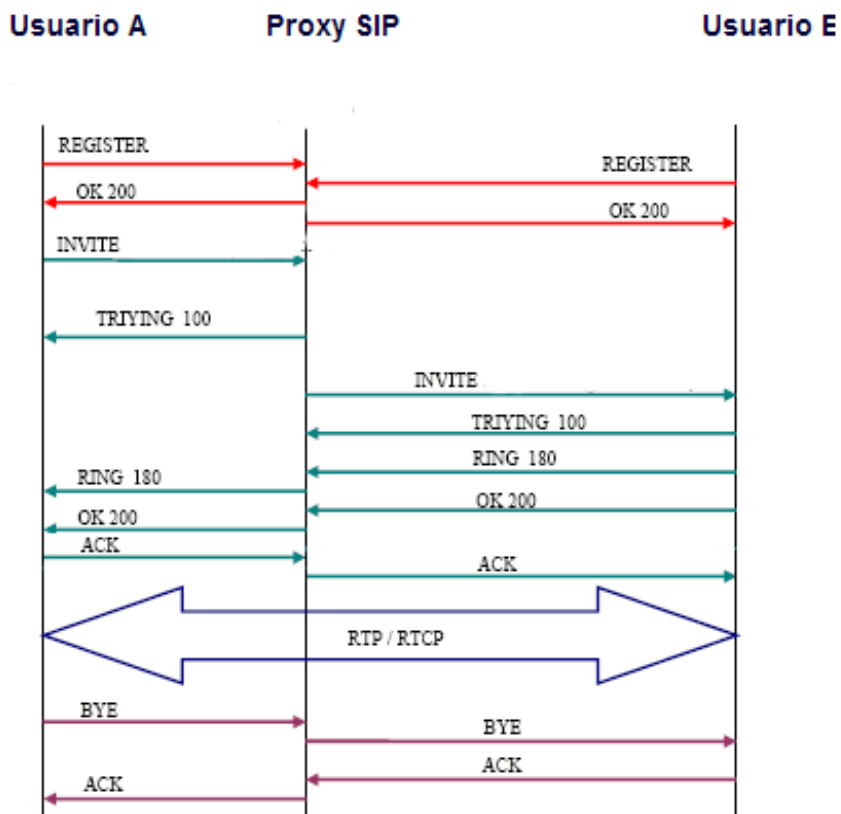 Usuario A
Proxy SIP
Usuario E
REGISTER
REGISTER
OK 200
OK 200
INVITE
TRIYING 100
INVITE
TRIYING 100
RING 180
RING 180
OK 200
OK 200
ACK
ACK
RTP / RTCP
BYE
BYE
ACK
ACK